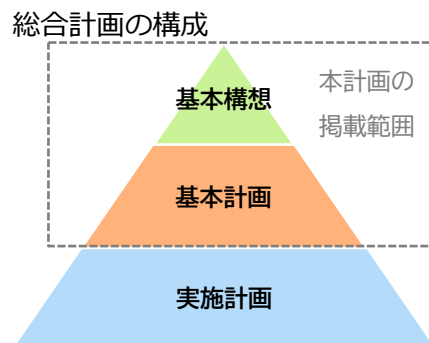 総合計画の構成
基本構想
本計画の
掲載範囲
基本計画
実施計画